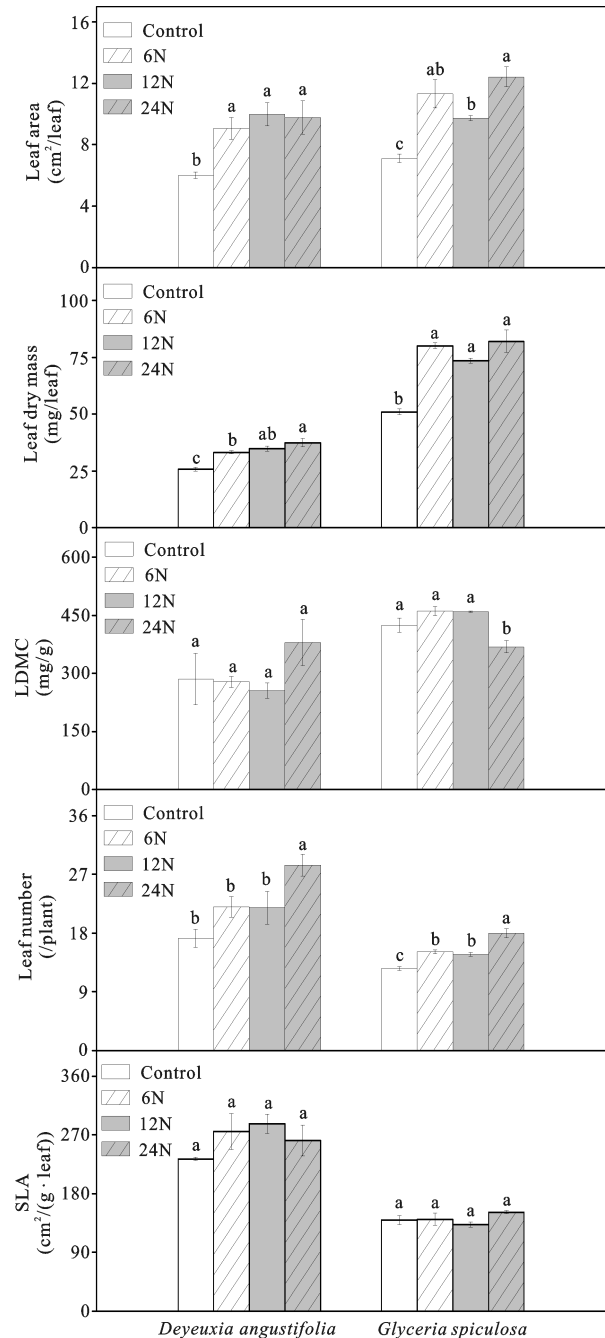 16
12
8
4
0
Leaf area
(cm²/leaf)
Control
6N
12N
24N
b
a
a
a
c
ab
b
a
100
75
50
25
0
Leaf dry mass
(mg/leaf)
Control
6N
12N
24N
c
b
ab
a
b
a
a
a
600
450
300
150
0
LDMC
(mg/g)
Control
6N
12N
24N
a
a
a
a
a
a
a
b
36
27
18
9
0
Leaf number
(/plant)
Control
6N
12N
24N
b
b
b
a
c
b
b
a
360
270
180
90
0
SLA
(cm²/(g · leaf))
Control
6N
12N
24N
a
a
a
a
a
a
a
a
Deyeuxia angustifolia
Glyceria spiculosa